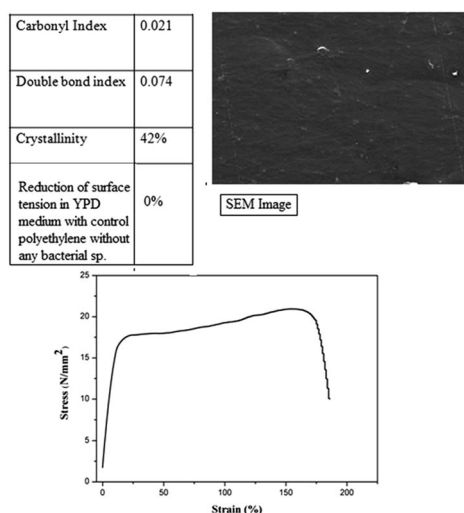 Carbonyl Index 0.021
Double bond index 0.074
Crystallinity 42%
Reduction of surface
tension in YPD 0%
medium with control
polyethylene without
any bacterial sp.
SEM Image
25
20
15
10
5
0
Stress (N/mm²)
0 50 100 150 200
Strain (%)